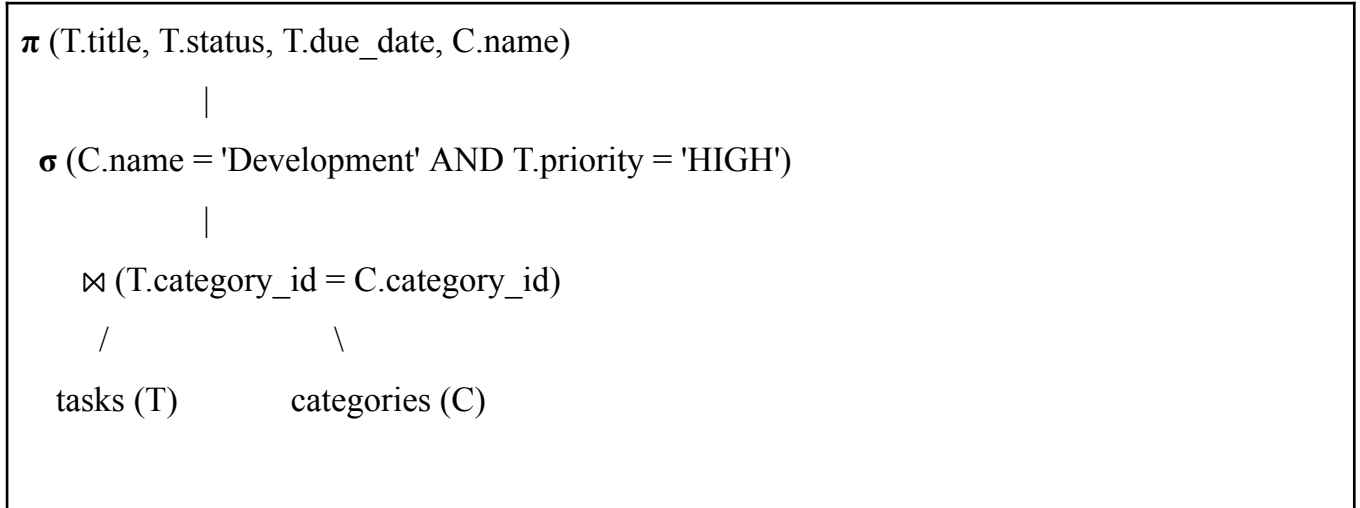 π (T.title, T.status, T.due_date, C.name)
|
σ (C.name = 'Development' AND T.priority = 'HIGH')
|
⋈ (T.category_id = C.category_id)
/ \
tasks (T) categories (C)